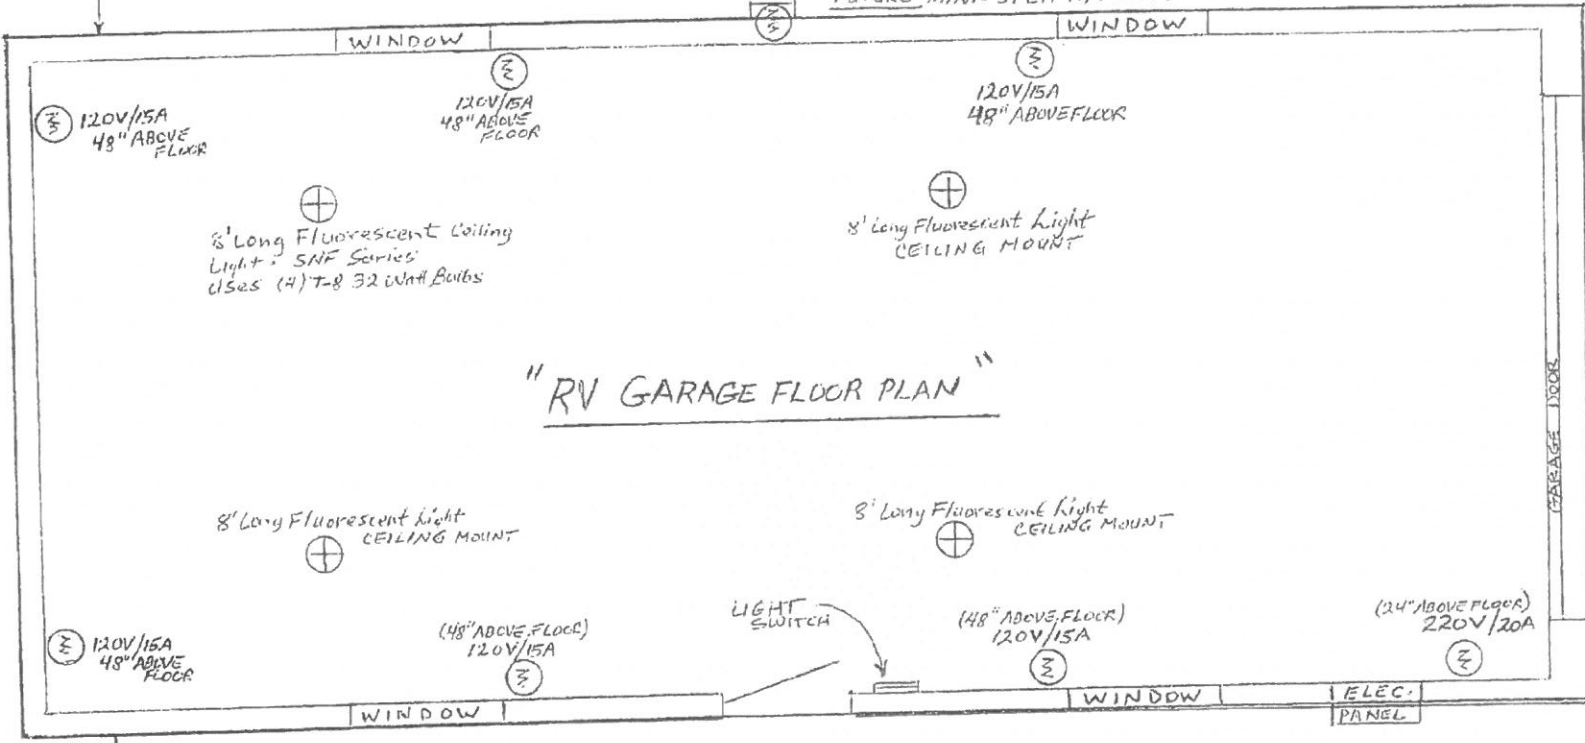 FUTURE MINI-SPLIT
WINDOW
WINDOW
120V/15A
48" ABOVE
FLOOR
120V/15A
48" ABOVE
FLOOR
120V/15A
48" ABOVE FLOOR
8' Long Fluorescent Ceiling
Light. SNF Series
Uses (4) T-8 32 Watt Bulbs
8' Long Fluorescent Light
CEILING MOUNT
"RV GARAGE FLOOR PLAN"
GARAGE DOOR
8' Long Fluorescent Light
CEILING MOUNT
8' Long Fluorescent Light
CEILING MOUNT
120V/15A
48" ABOVE
FLOOR
(48" ABOVE FLOOR)
120V/15A
LIGHT
SWITCH
(48" ABOVE FLOOR)
120V/15A
(24" ABOVE FLOOR)
220V/20A
WINDOW
WINDOW
ELEC.
PANEL